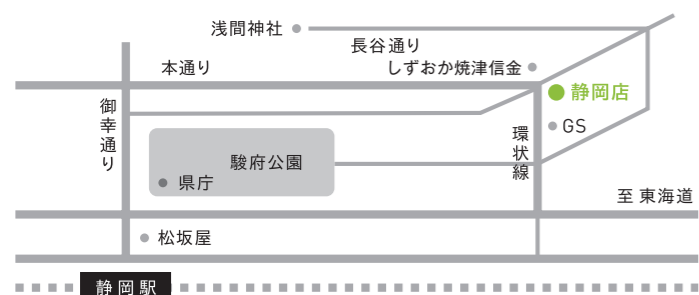 浅間神社
長谷通り
本通り
しずおか焼津信金
静岡店
御幸通り
GS
環状線
駿府公園
県庁
至 東海道
松坂屋
静岡駅